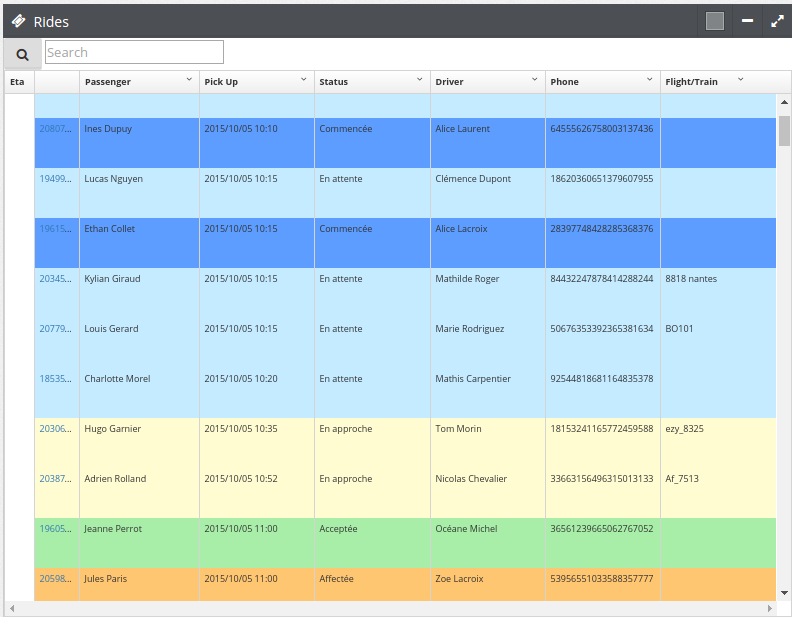 Rides
Search
Eta Passenger Pick Up Status Driver Phone Flight/Train
20807... Ines Dupuy 2015/10/05 10:10 Commencée Alice Laurent 64555626758003137436
19499... Lucas Nguyen 2015/10/05 10:15 En attente Clémence Dupont 18620360651379607955
19615... Ethan Collet 2015/10/05 10:15 Commencée Alice Lacroix 28397748428285368376
20345... Kylian Giraud 2015/10/05 10:15 En attente Mathilde Roger 84432247878414288244 8818 nantes
20779... Louis Gerard 2015/10/05 10:15 En attente Marie Rodriguez 50676353392365381634 BO101
18535... Charlotte Morel 2015/10/05 10:20 En attente Mathis Carpentier 92544818681164835378
20306... Hugo Garnier 2015/10/05 10:35 En approche Tom Morin 18153241165772459588 ezy_8325
20387... Adrien Rolland 2015/10/05 10:52 En approche Nicolas Chevalier 33663156496315013133 Af_7513
19605... Jeanne Perrot 2015/10/05 11:00 Acceptée Océane Michel 36561239665062767052
20598... Jules Paris 2015/10/05 11:00 Affectée Zoe Lacroix 53956551033588357777